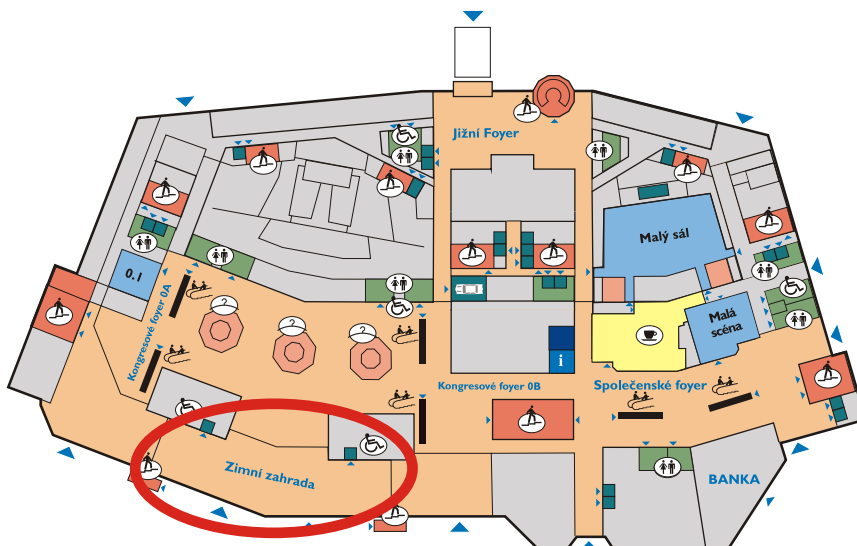 Jižní Foyer
Malý sál
0.1
Kongresové foyer 0A
?
?
?
Malá
scéna
i
Kongresové foyer 0B
Společenské foyer
Zimní zahrada
BANKA